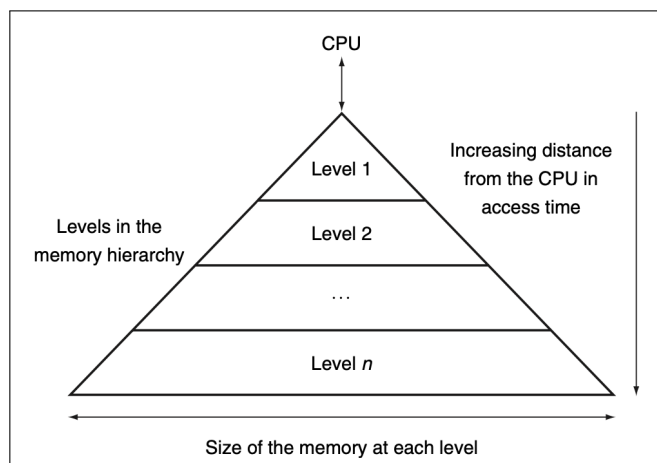 CPU
Level 1
Increasing distance
from the CPU in
access time
Levels in the
memory hierarchy
Level 2
...
Level n
Size of the memory at each level